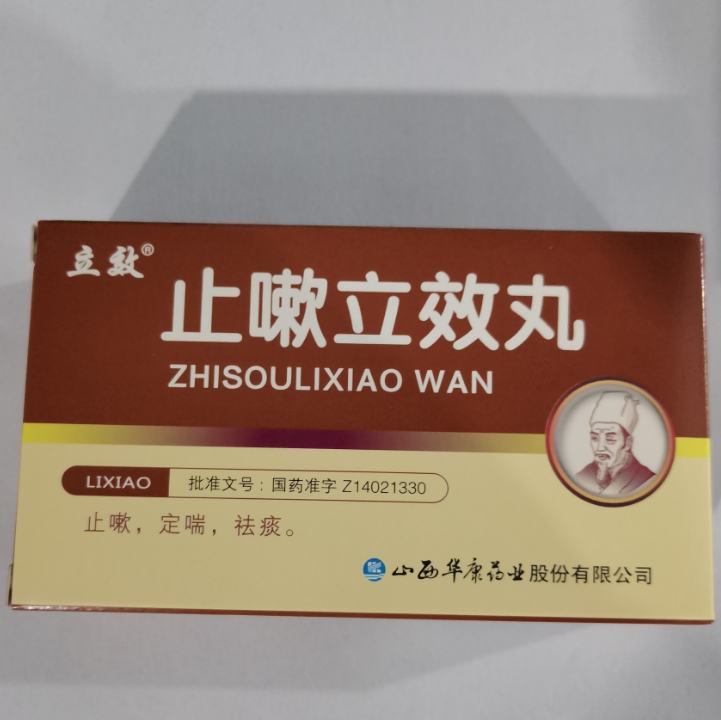 立效®
止嗽立效丸
ZHISOULIXIAO WAN
LIXIAO 批准文号:国药准字 Z14021330
止嗽,定喘,祛痰。
山西华康药业股份有限公司